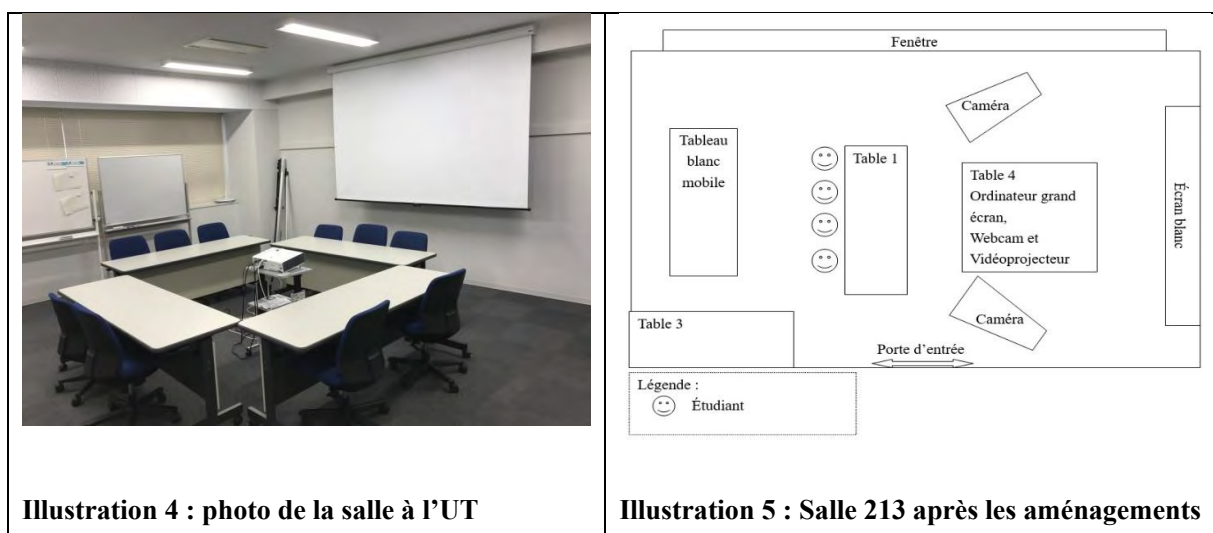 Fenêtre
Caméra
Tableau
blanc
mobile
Table 1
Table 4
Ordinateur grand
écran,
Webcam et
Vidéoprojecteur
Écran blanc
Caméra
Table 3
Porte d’entrée
Légende :
Étudiant
Illustration 4 : photo de la salle à l’UT
Illustration 5 : Salle 213 après les aménagements